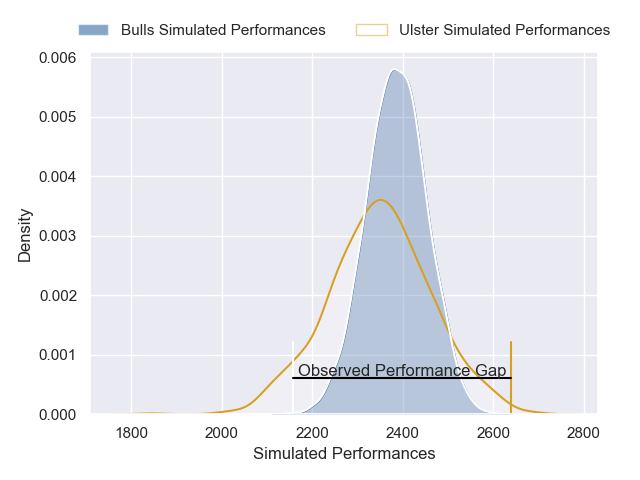 Bulls Simulated Performances Ulster Simulated Performances
0.006
0.005
0.004
0.003
0.002
0.001
0.000
Density
Observed Performance Gap
1800 2000 2200 2400 2600 2800
Simulated Performances